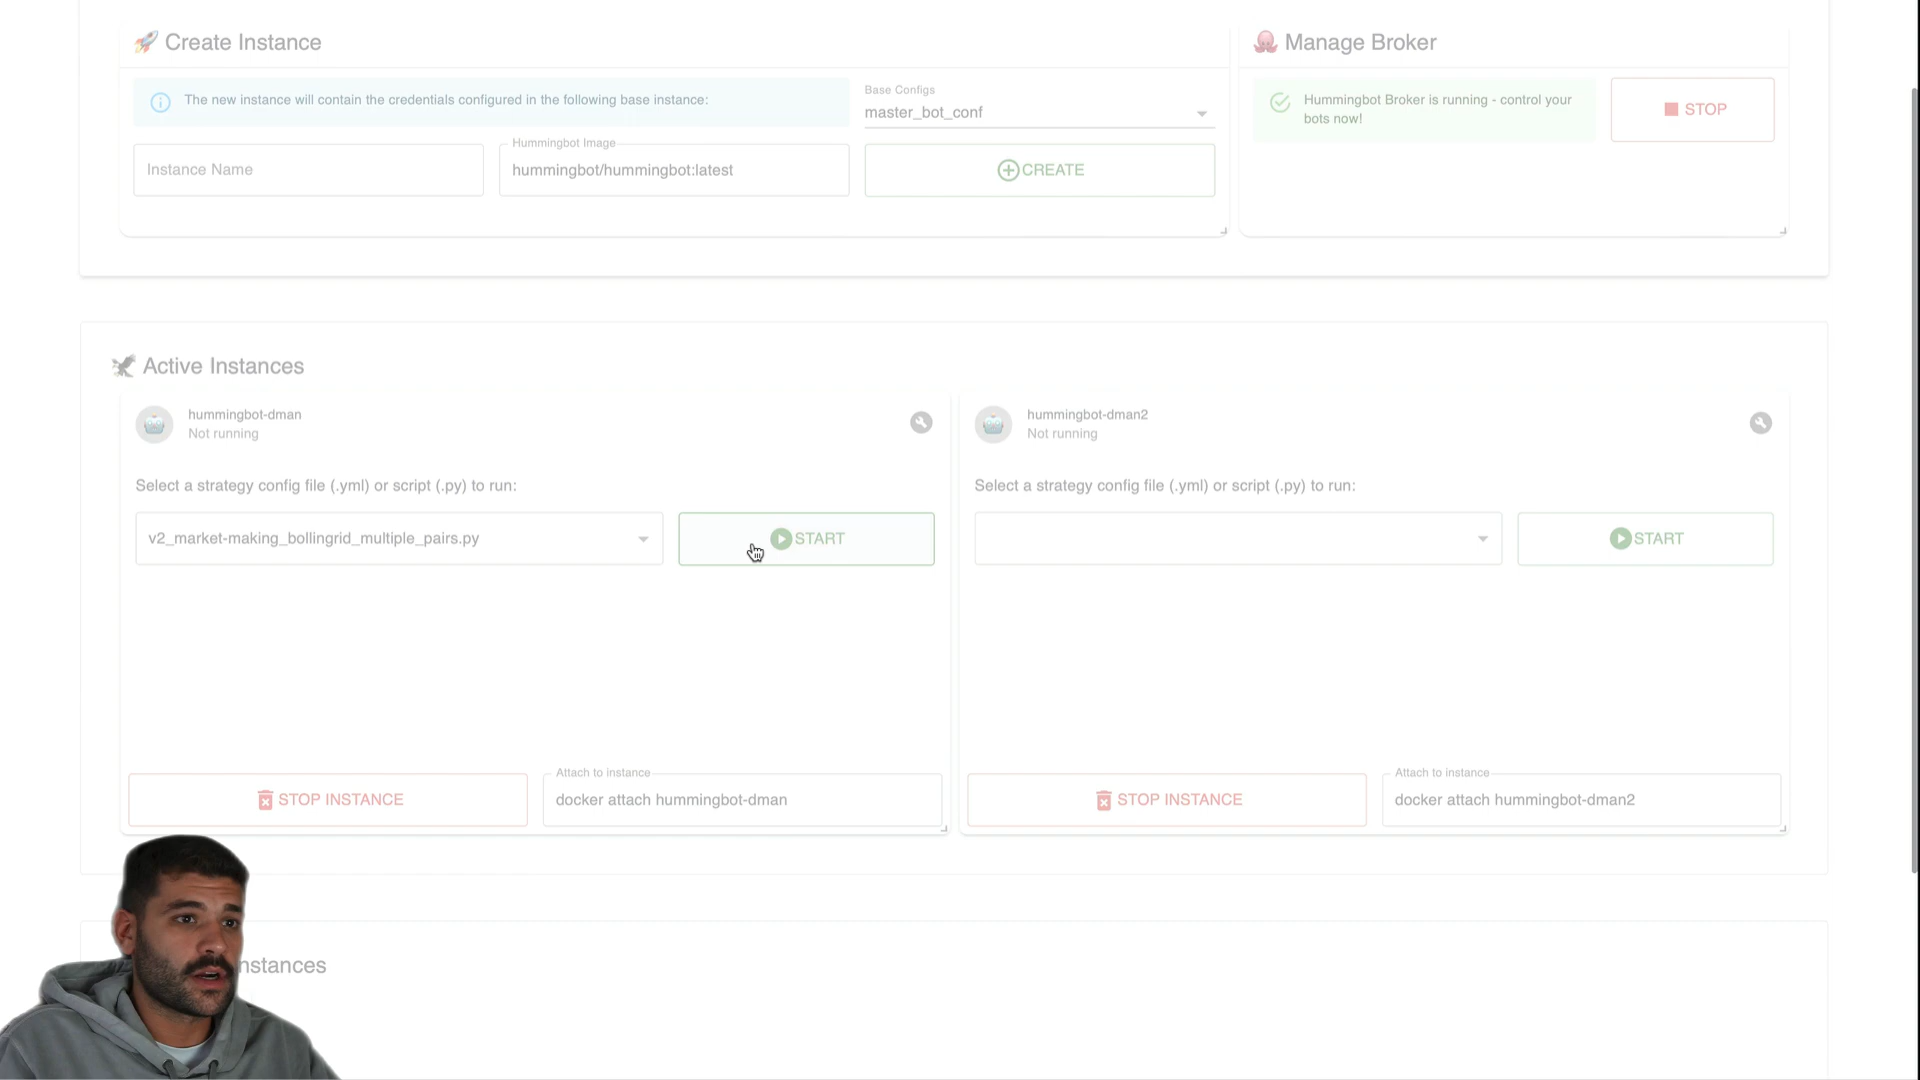 Create Instance
Manage Broker
The new instance will contain the credentials configured in the following base instance:
Base Configs
master_bot_conf
Hummingbot Broker is running - control your
bots now!
STOP
Instance Name
Hummingbot Image
hummingbot/hummingbot:latest
CREATE
Active Instances
hummingbot-dman
Not running
hummingbot-dman2
Not running
Select a strategy config file (.yml) or script (.py) to run:
Select a strategy config file (.yml) or script (.py) to run:
v2_market-making_bollingrid_multiple_pairs.py
START
START
STOP INSTANCE
Attach to instance
docker attach hummingbot-dman
STOP INSTANCE
Attach to instance
docker attach hummingbot-dman2
nstances